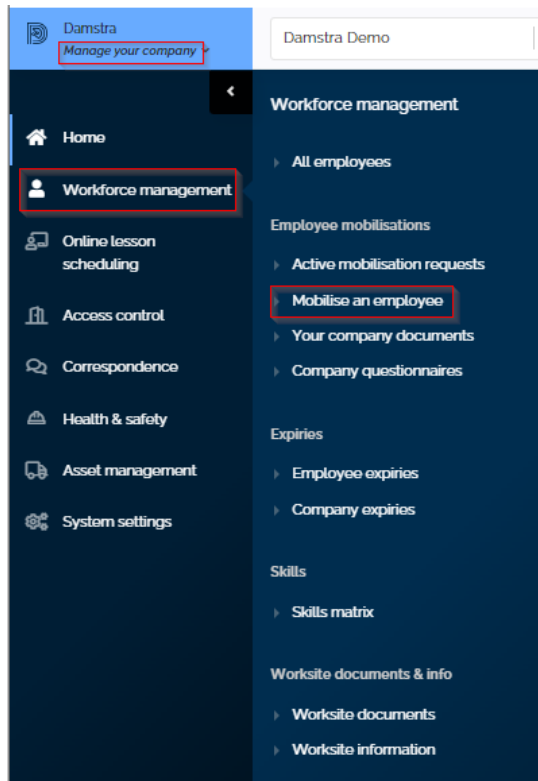 Damstra
Manage your company
Damstra Demo
Home
Workforce management
Online lesson
scheduling
Access control
Correspondence
Health & safety
Asset management
System settings
Workforce management
All employees
Employee mobilisations
Active mobilisation requests
Mobilise an employee
Your company documents
Company questionnaires
Expiries
Employee expiries
Company expiries
Skills
Skills matrix
Worksite documents & info
Worksite documents
Worksite information